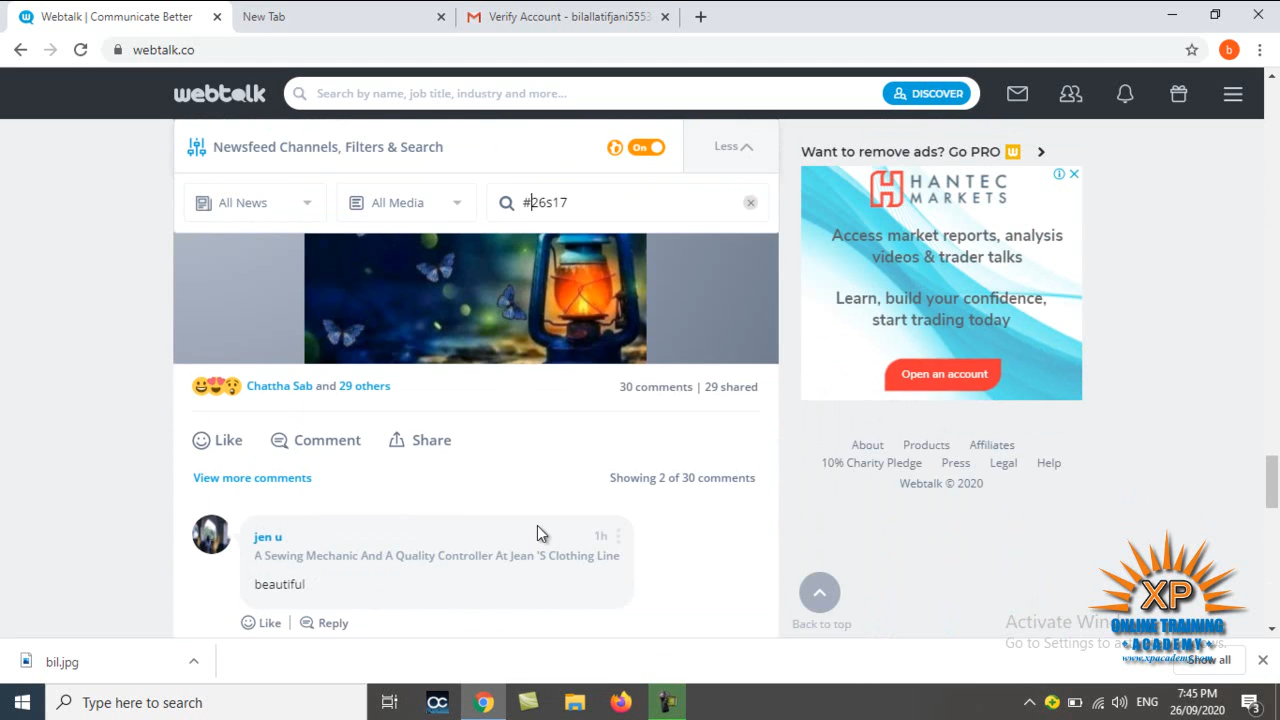 Webtalk | Communicate Better
New Tab
Verify Account - bilallatifjani5553
webtalk.co
b
webtalk
Search by name, job title, industry and more...
DISCOVER
Newsfeed Channels, Filters & Search
On
Less
Want to remove ads? Go PRO
All News
All Media
#26s17
HANTEC
MARKETS
Access market reports, analysis
videos & trader talks
Learn, build your confidence,
start trading today
Open an account
Chattha Sab and 29 others
30 comments | 29 shared
Like
Comment
Share
View more comments
Showing 2 of 30 comments
About Products Affiliates
10% Charity Pledge Press Legal Help
Webtalk © 2020
jen u
1h
A Sewing Mechanic And A Quality Controller At Jean 'S Clothing Line
beautiful
Like
Reply
Back to top
XP
ONLINE TRAINING
ACADEMY
www.xpacademy.com
Activate Win
Go to Settings to
bil.jpg
Show all
Type here to search
OC
ENG
7:45 PM
26/09/2020
3